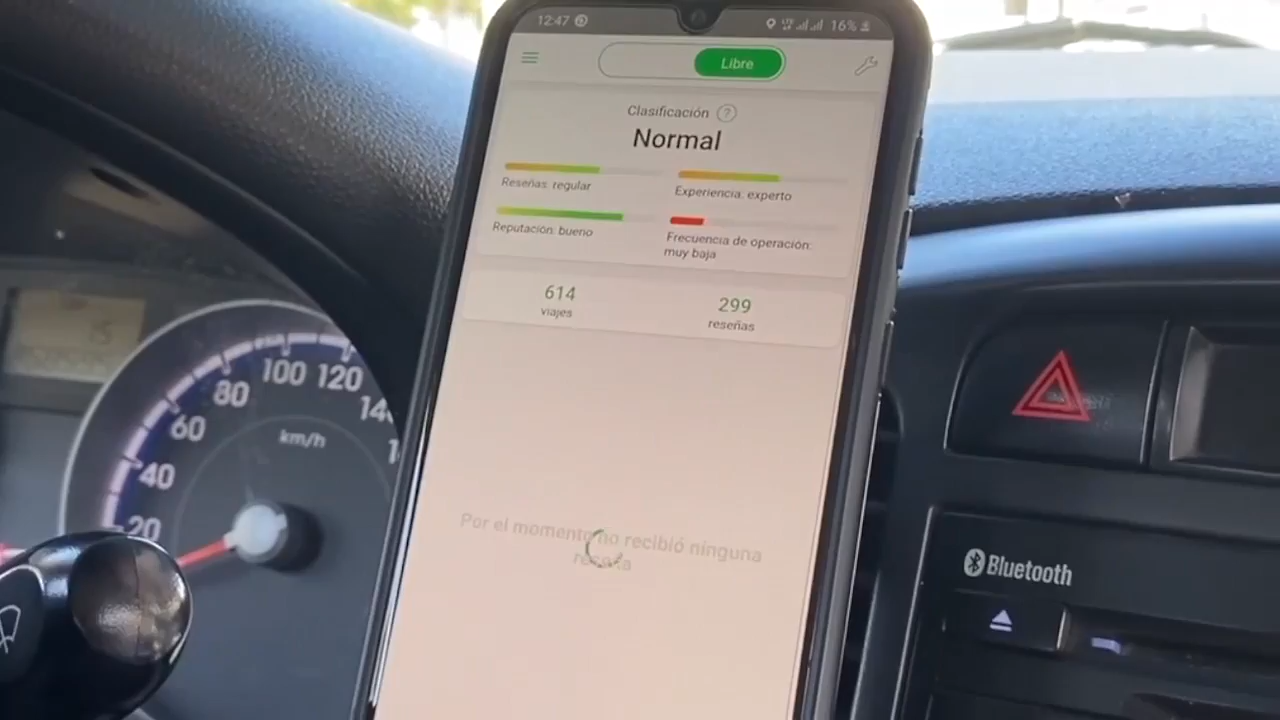 12:47
LTE
16%
Libre
Clasificación ?
Normal
Reseñas: regular
Experiencia: experto
Reputación: bueno
Frecuencia de operación:
muy baja
614
viajes
299
reseñas
Por el momento no recibió ninguna
reseña
20
40
60
80
100
120
km/h
Bluetooth